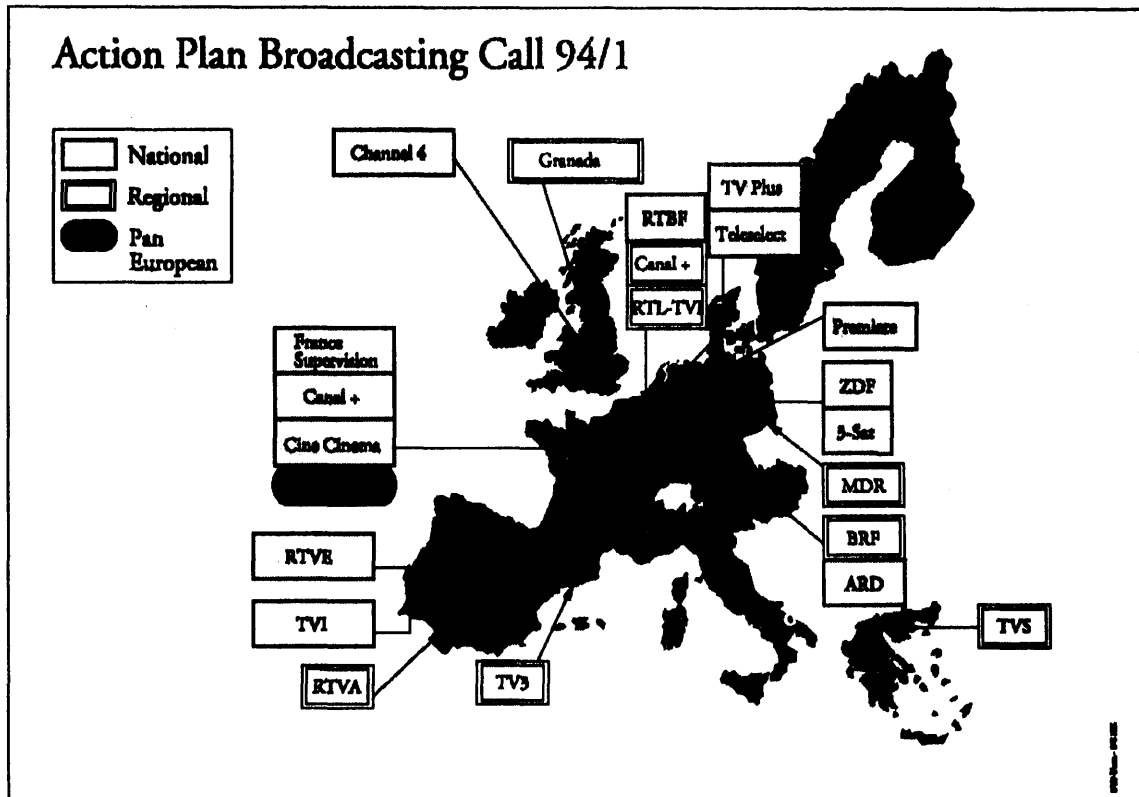 Action Plan Broadcasting Call 94/1
National
Regional
Pan
European
Channel 4
Granada
RTBF
Canal +
RTL-TVI
TV Plus
Teleselect
Premiere
ZDF
3-Sat
MDR
BRF
ARD
TVS
France
Supervision
Canal +
Cine Cinema
RTVE
TVI
RTVA
TV3